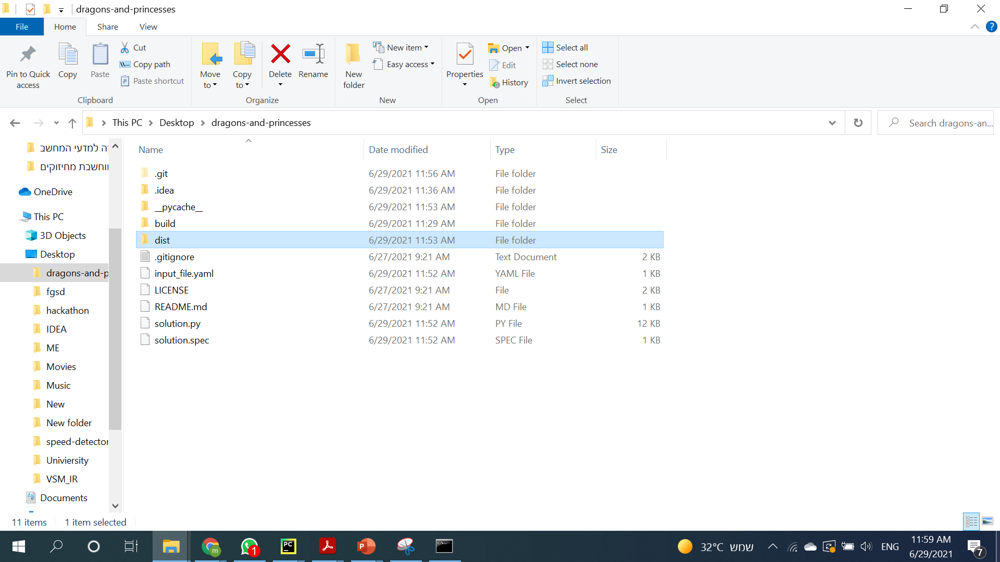 dragons-and-princesses
File Home Share View
Pin to Quick access
Copy
Paste
Cut
Copy path
Paste shortcut
Clipboard
Move to
Copy to
Delete
Rename
Organize
New folder
New item
Easy access
New
Properties
Open
Edit
History
Open
Select all
Select none
Invert selection
Select
This PC Desktop dragons-and-princesses
Search dragons-an...
Name Date modified Type Size
.git 6/29/2021 11:56 AM File folder
.idea 6/29/2021 11:36 AM File folder
__pycache__ 6/29/2021 11:53 AM File folder
build 6/29/2021 11:29 AM File folder
dist 6/29/2021 11:53 AM File folder
.gitignore 6/27/2021 9:21 AM Text Document 2 KB
input_file.yaml 6/29/2021 11:52 AM YAML File 1 KB
LICENSE 6/27/2021 9:21 AM File 2 KB
README.md 6/27/2021 9:21 AM MD File 1 KB
solution.py 6/29/2021 11:52 AM PY File 12 KB
solution.spec 6/29/2021 11:52 AM SPEC File 1 KB
למדעי המחשב
מחיזוקים
OneDrive
This PC
3D Objects
Desktop
dragons-and-p
fgsd
hackathon
IDEA
ME
Movies
Music
New
New folder
speed-detector
Univiersity
VSM_IR
Documents
11 items 1 item selected
1
PC
P
m
C:\_
32°C שמש
ENG
11:59 AM
6/29/2021
7